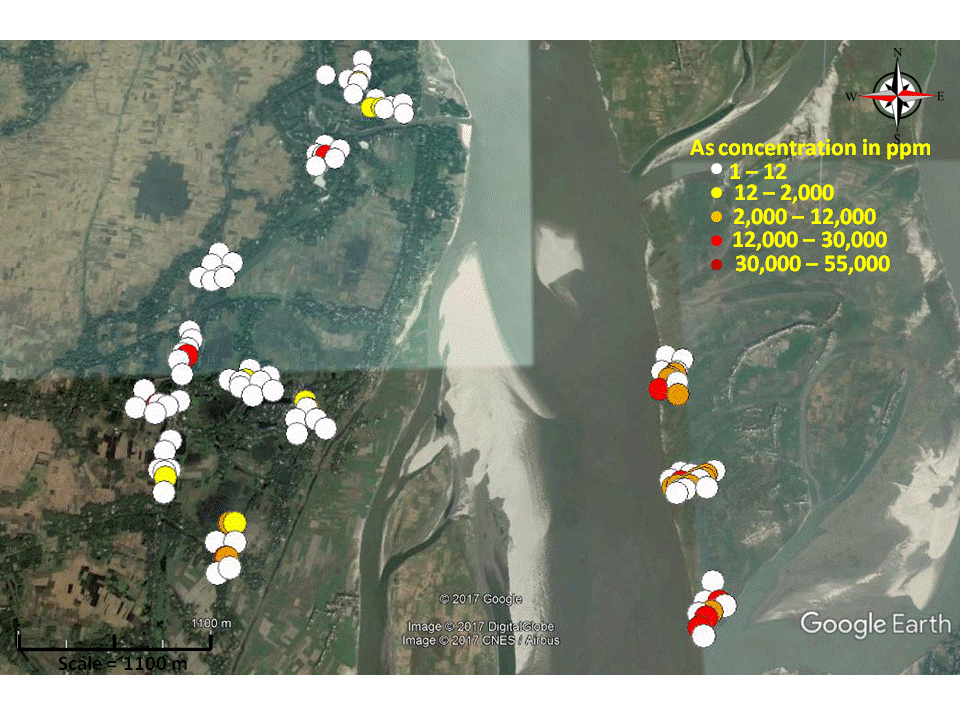 N
W
E
S
As concentration in ppm
1 – 12
12 – 2,000
2,000 – 12,000
12,000 – 30,000
30,000 – 55,000
© 2017 Google
1100 m
Image © 2017 DigitalGlobe
Image © 2017 CNES / Airbus
Google Earth
Scale = 1100 m